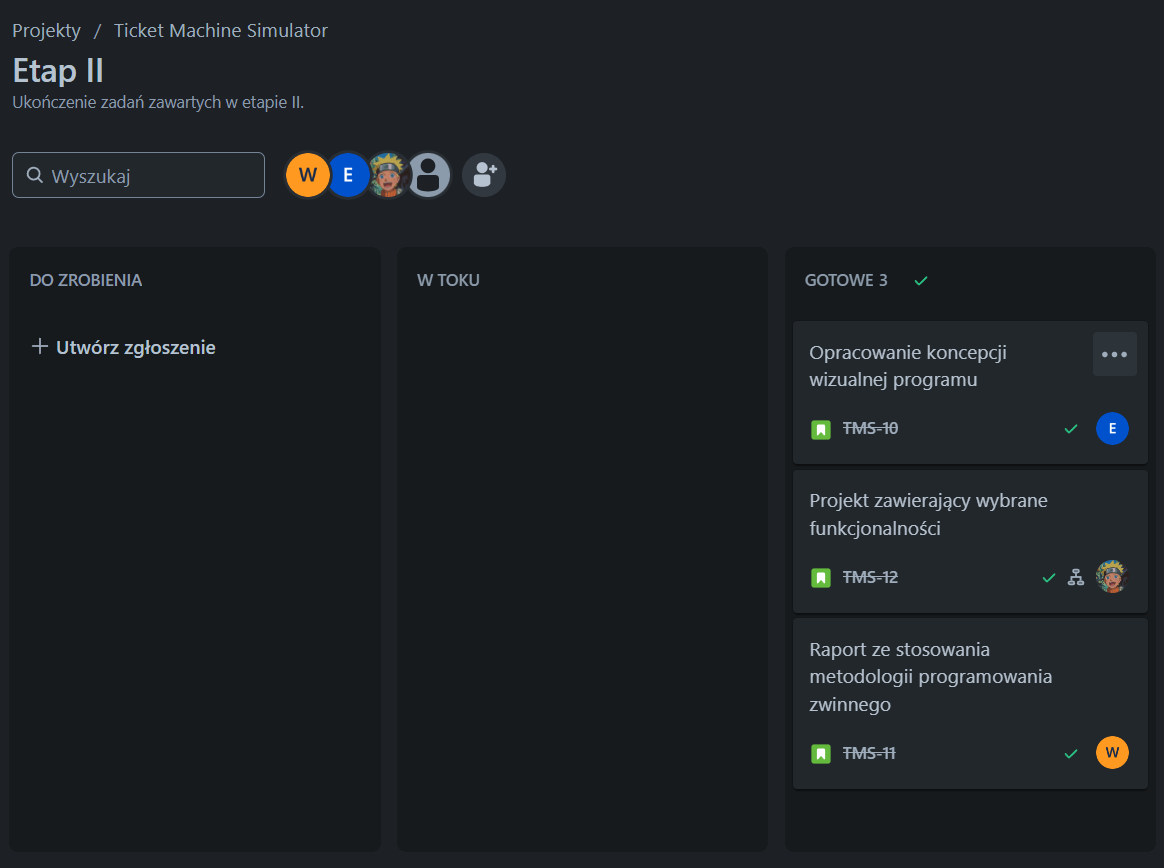 Projekty / Ticket Machine Simulator
Etap II
Ukończenie zadań zawartych w etapie II.
Wyszukaj
W E
DO ZROBIENIA
Utwórz zgłoszenie
W TOKU
GOTOWE 3
Opracowanie koncepcji
wizualnej programu
TMS-10
E
Projekt zawierający wybrane
funkcjonalności
TMS-12
Raport ze stosowania
metodologii programowania
zwinnego
TMS-11
W